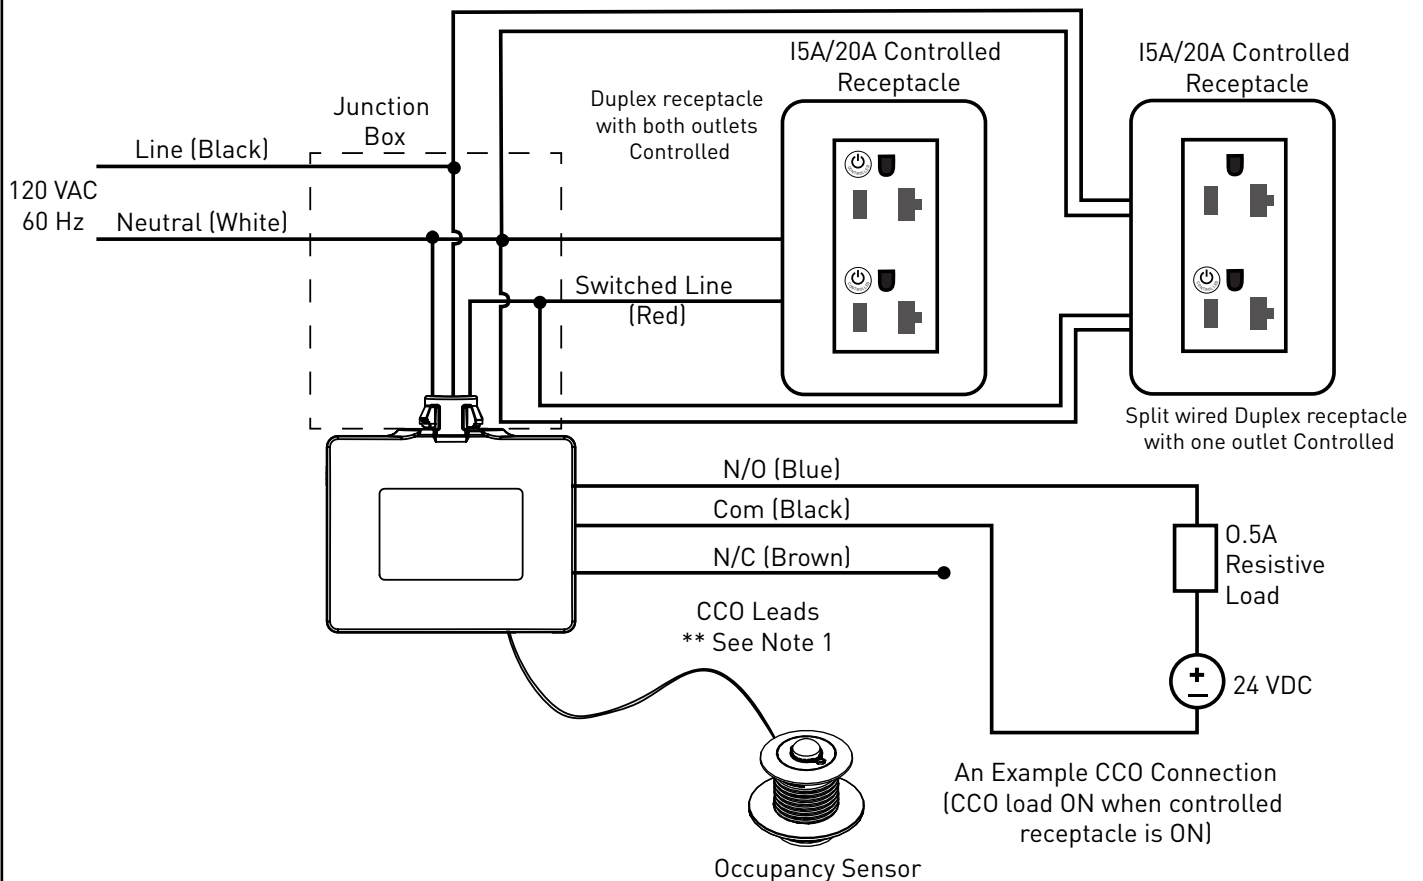 I5A/20A Controlled
Receptacle
I5A/20A Controlled
Receptacle
Duplex receptacle
with both outlets
Controlled
Junction
Box
Line (Black)
120 VAC
60 Hz
Neutral (White)
Switched Line
(Red)
CONTROLLED
CONTROLLED
CONTROLLED
Split wired Duplex receptacle
with one outlet Controlled
N/O (Blue)
Com (Black)
N/C (Brown)
0.5A
Resistive
Load
CCO Leads
** See Note 1
+
−
24 VDC
An Example CCO Connection
(CCO load ON when controlled
receptacle is ON)
Occupancy Sensor